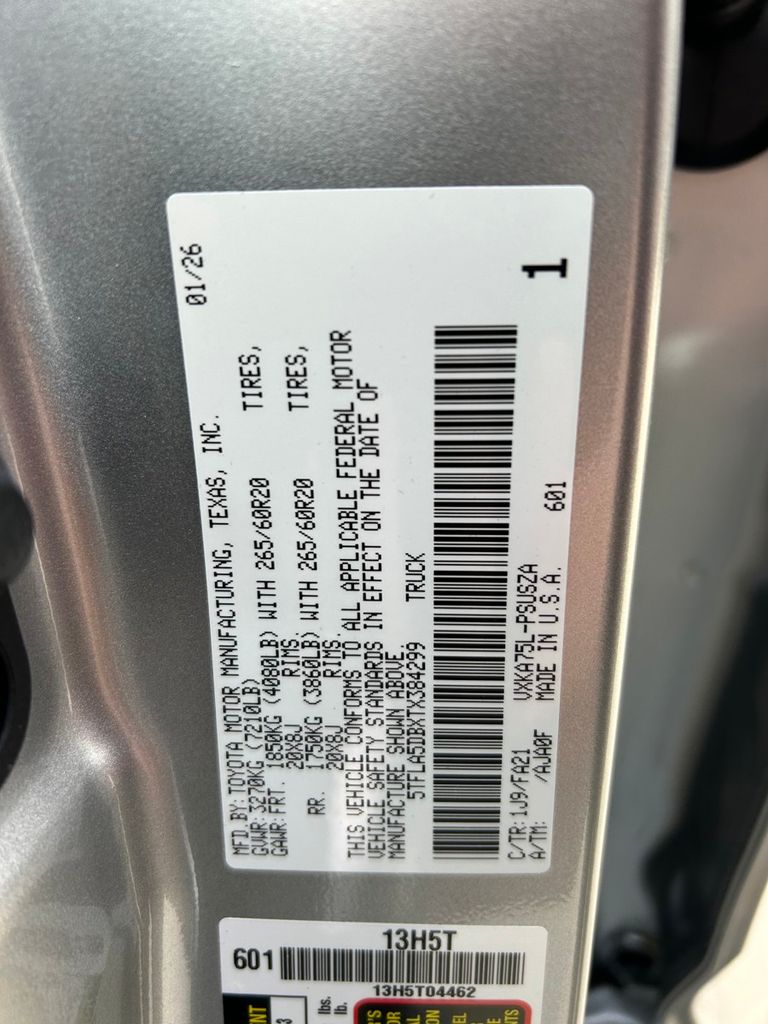 MFD.BY:TOYOTA MOTOR MANUFACTURING, TEXAS, INC. 01/26
GVWR:3270KG (7210LB)
GAWR:FRT. 1850KG (4080LB) WITH 265/60R20 TIRES,
20X8J RIMS.
RR. 1750KG (3860LB) WITH 265/60R20 TIRES,
20X8J RIMS.
THIS VEHICLE CONFORMS TO ALL APPLICABLE FEDERAL MOTOR
VEHICLE SAFETY STANDARDS IN EFFECT ON THE DATE OF
MANUFACTURE SHOWN ABOVE.
5TFLA5DBXTX384299 TRUCK
C/TR:1J9/FA21 VXKA75L-PSUSZA 601
A/TM: /AJA0F MADE IN U.S.A.
1
601 13H5T
13H5T04462
lbs.
lb.